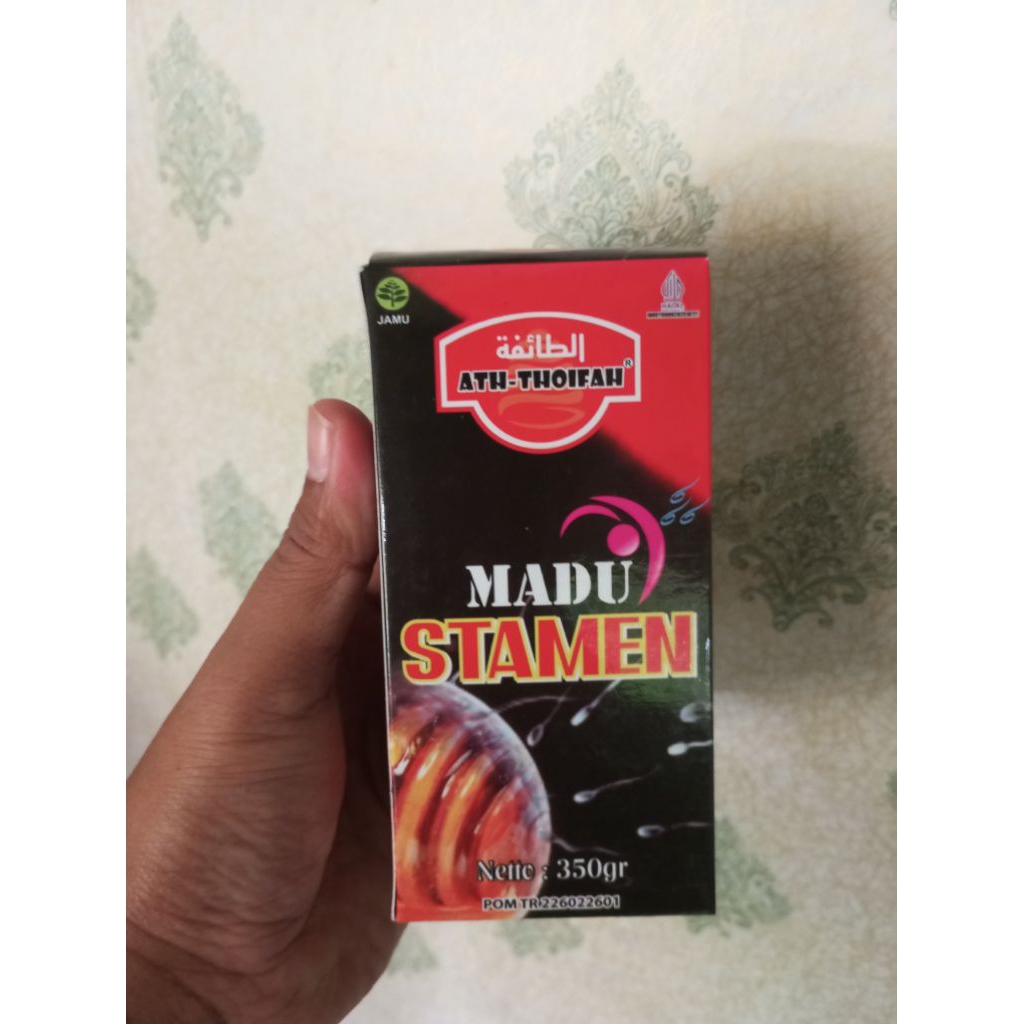 JAMU
الطائفة
ATH-THOIFAH®
MADU
STAMEN
Netto : 350gr
POM TR 226022601